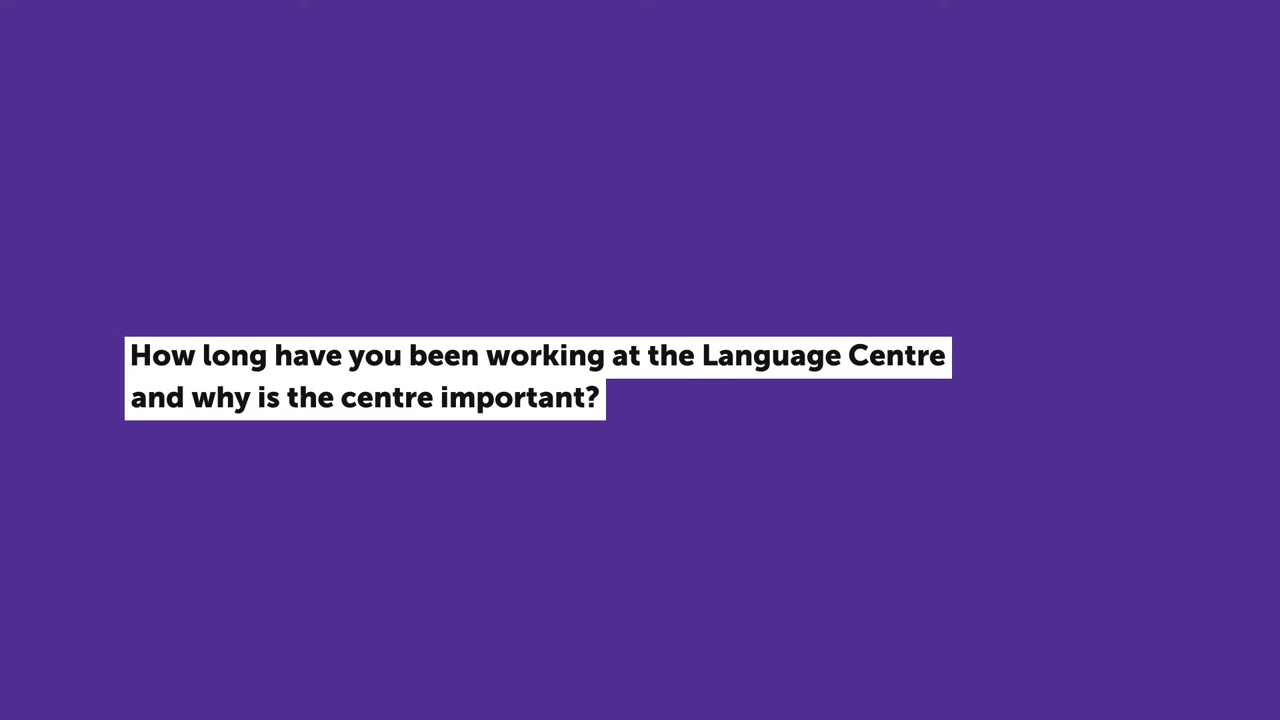 How long have you been working at the Language Centre
and why is the centre important?